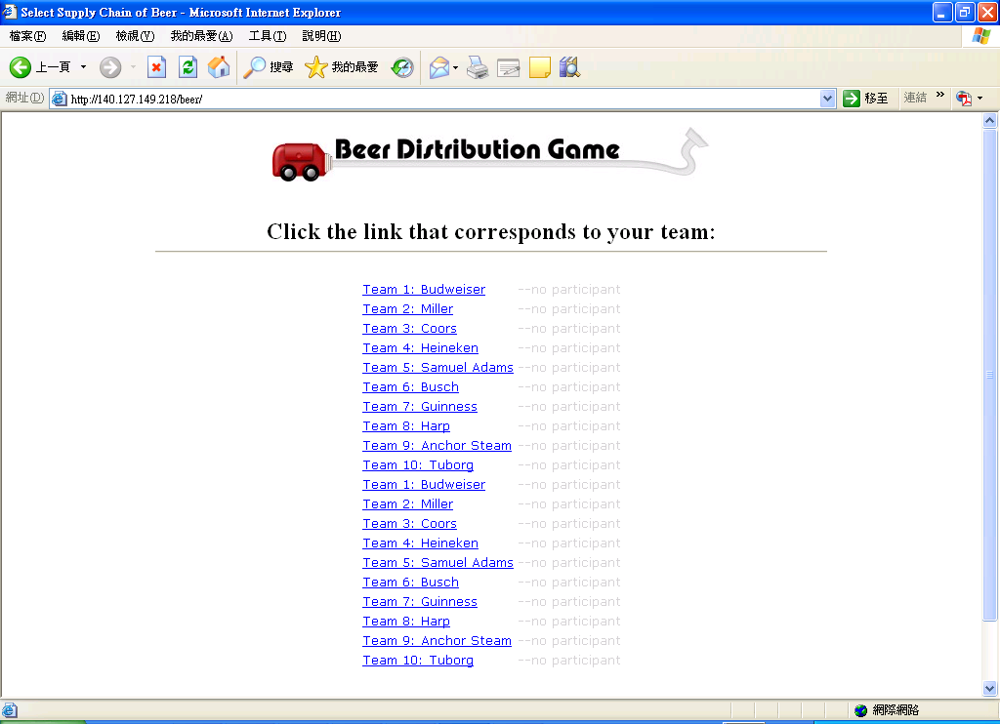 Select Supply Chain of Beer - Microsoft Internet Explorer
檔案(F) 編輯(E) 檢視(V) 我的最愛(A) 工具(T) 說明(H)
上一頁 搜尋 我的最愛
網址(D) http://140.127.149.218/beer/ 移至 連結 »
Beer Distribution Game
Click the link that corresponds to your team:
Team 1: Budweiser --no participant
Team 2: Miller --no participant
Team 3: Coors --no participant
Team 4: Heineken --no participant
Team 5: Samuel Adams --no participant
Team 6: Busch --no participant
Team 7: Guinness --no participant
Team 8: Harp --no participant
Team 9: Anchor Steam --no participant
Team 10: Tuborg --no participant
Team 1: Budweiser --no participant
Team 2: Miller --no participant
Team 3: Coors --no participant
Team 4: Heineken --no participant
Team 5: Samuel Adams --no participant
Team 6: Busch --no participant
Team 7: Guinness --no participant
Team 8: Harp --no participant
Team 9: Anchor Steam --no participant
Team 10: Tuborg --no participant
網際網路